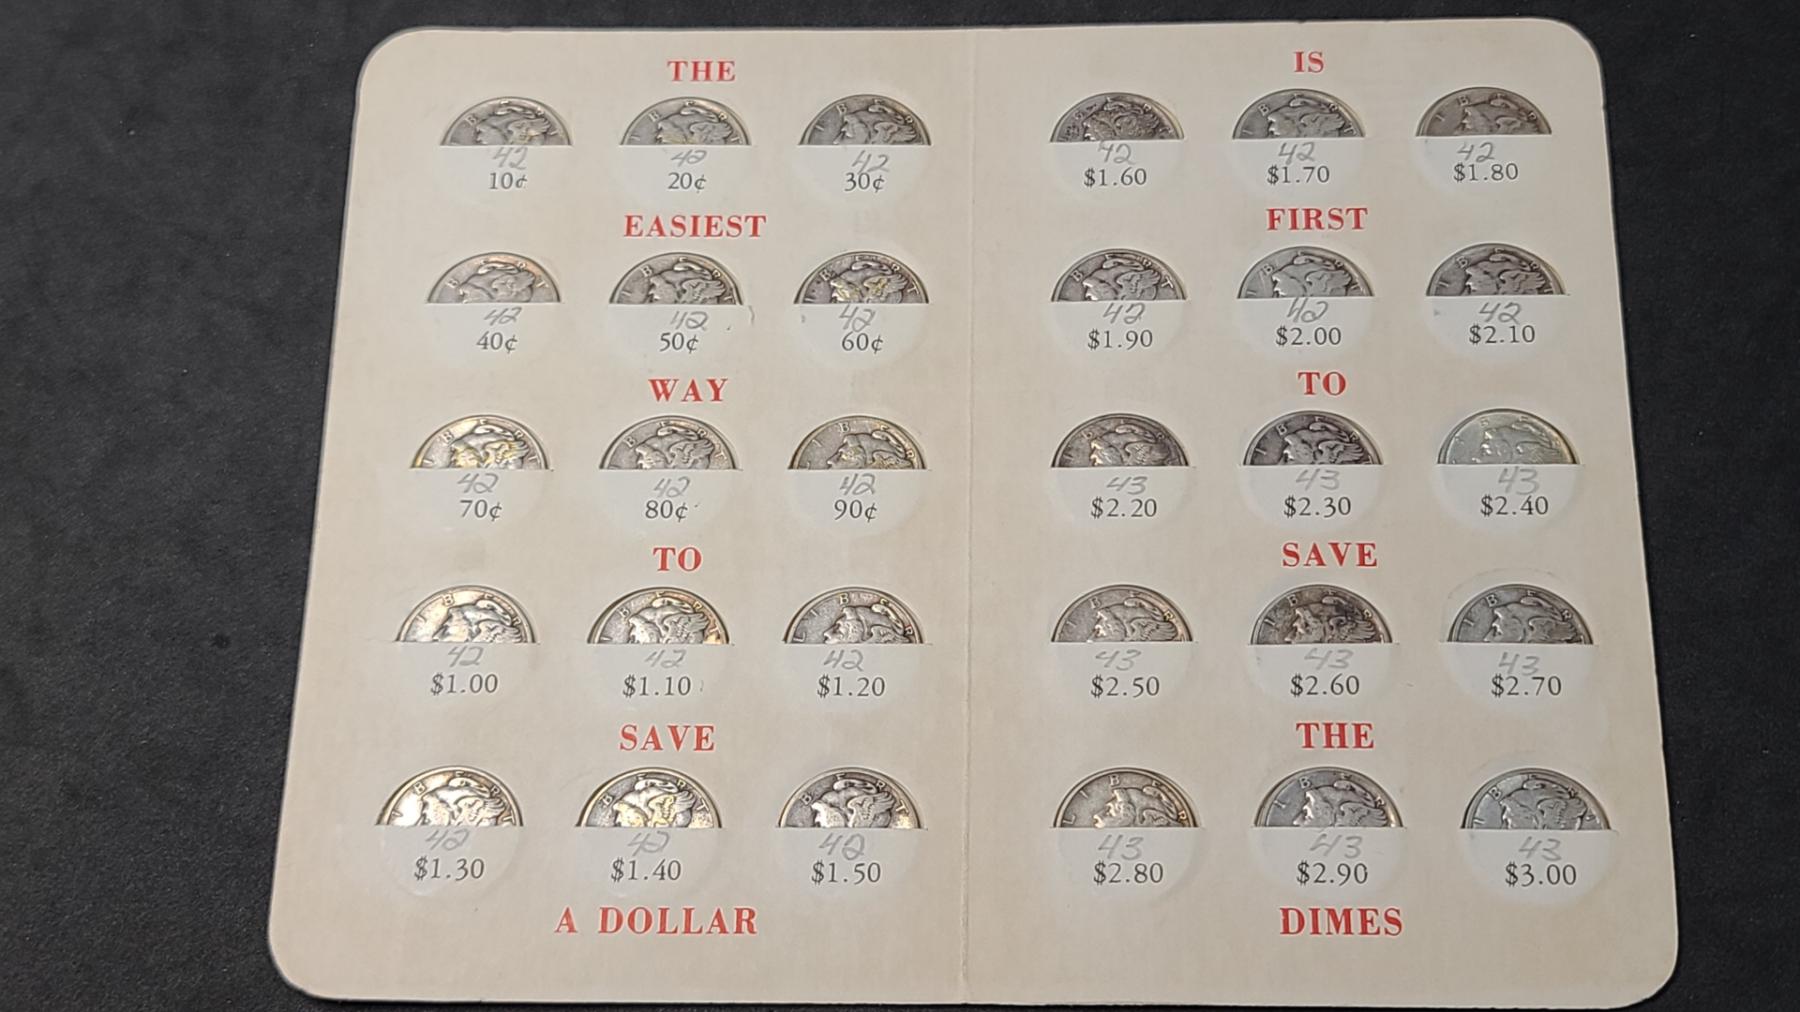 THE
42 42 42
10¢ 20¢ 30¢
EASIEST
42 42 42
40¢ 50¢ 60¢
WAY
42 42 42
70¢ 80¢ 90¢
TO
42 42 42
$1.00 $1.10 $1.20
SAVE
42 42 42
$1.30 $1.40 $1.50
A DOLLAR
IS
42 42 42
$1.60 $1.70 $1.80
FIRST
42 42 42
$1.90 $2.00 $2.10
TO
43 43 43
$2.20 $2.30 $2.40
SAVE
43 43 43
$2.50 $2.60 $2.70
THE
43 43 43
$2.80 $2.90 $3.00
DIMES